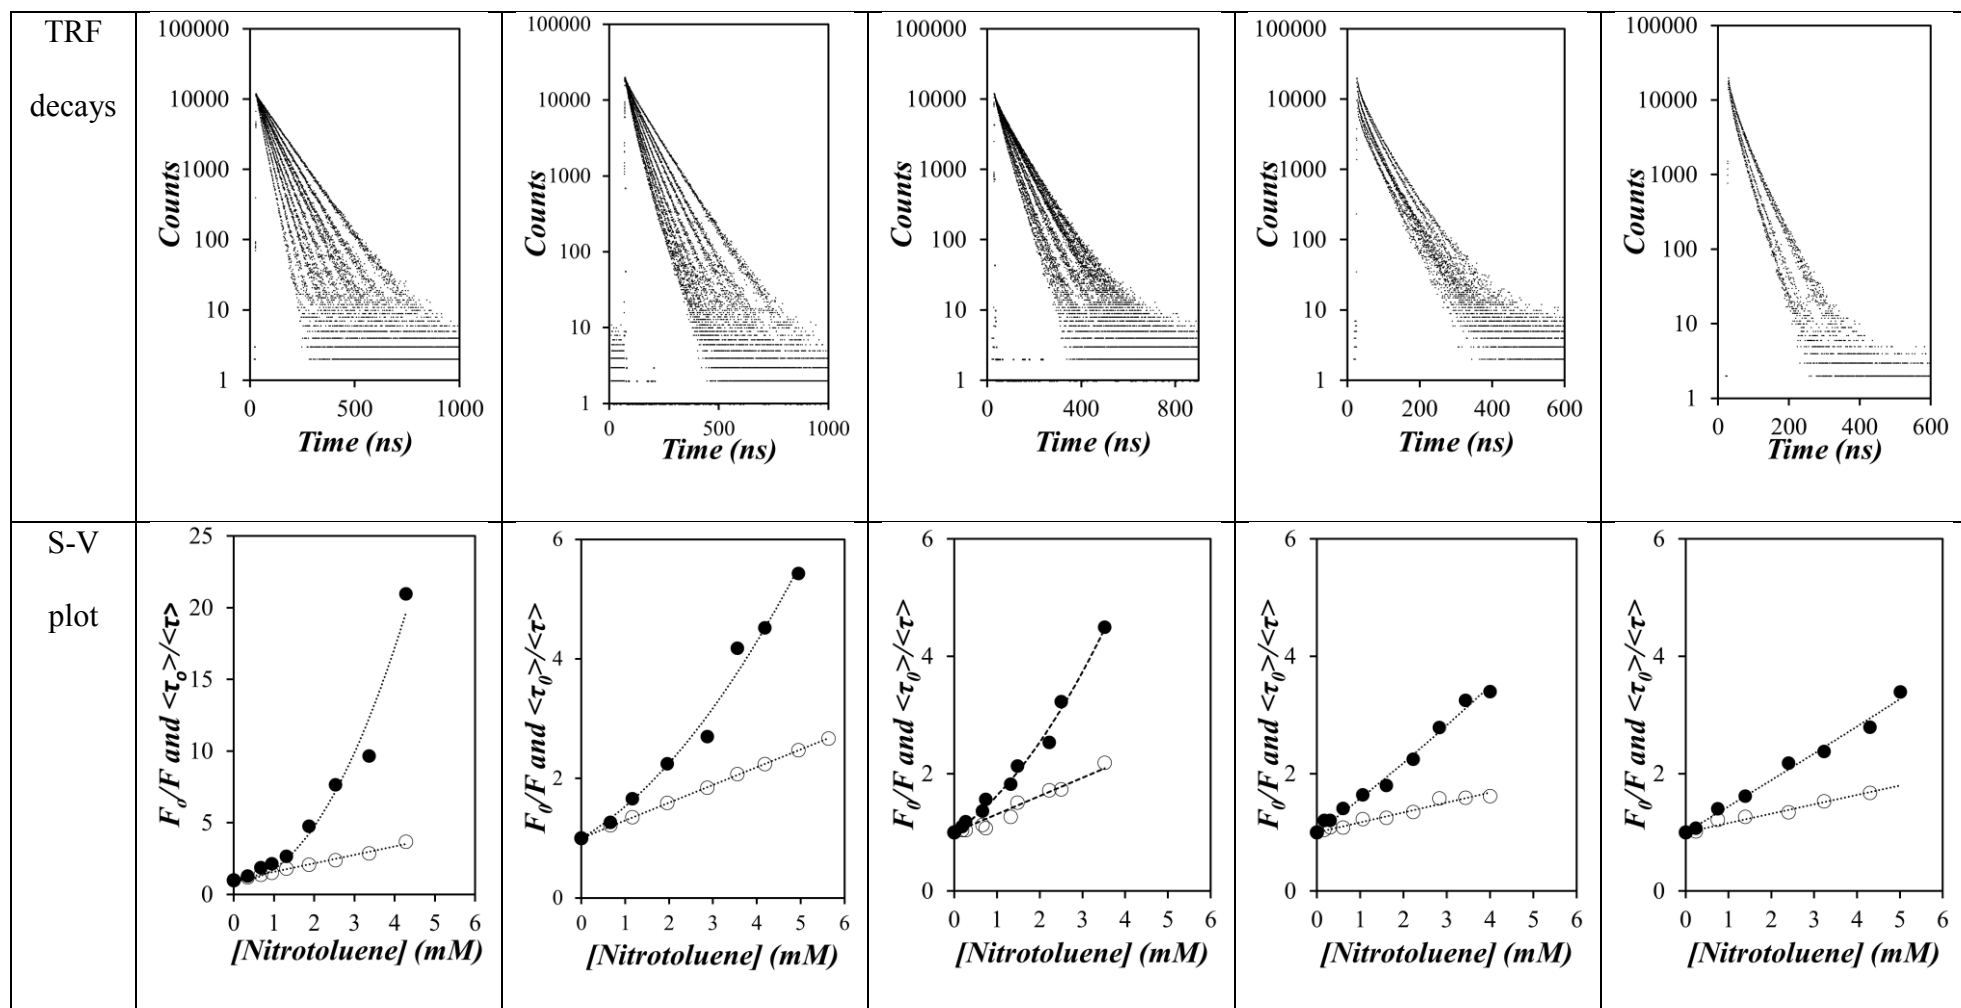 TRF
decays
100000
10000
1000
100
10
1
0
500
1000
Counts
Time (ns)
100000
10000
1000
100
10
1
0
500
1000
Counts
Time (ns)
100000
10000
1000
100
10
1
0
400
800
Counts
Time (ns)
100000
10000
1000
100
10
1
0
200
400
600
Counts
Time (ns)
100000
10000
1000
100
10
1
0
200
400
600
Counts
Time (ns)
S-V
plot
25
20
15
10
5
0
0 1 2 3 4 5 6
F₀/F and <τ₀>/<τ>
[Nitrotoluene] (mM)
6
4
2
0
0 1 2 3 4 5 6
F₀/F and <τ₀>/<τ>
[Nitrotoluene] (mM)
6
4
2
0
0 1 2 3 4 5 6
F₀/F and <τ₀>/<τ>
[Nitrotoluene] (mM)
6
4
2
0
0 1 2 3 4 5 6
F₀/F and <τ₀>/<τ>
[Nitrotoluene] (mM)
6
4
2
0
0 1 2 3 4 5 6
F₀/F and <τ₀>/<τ>
[Nitrotoluene] (mM)